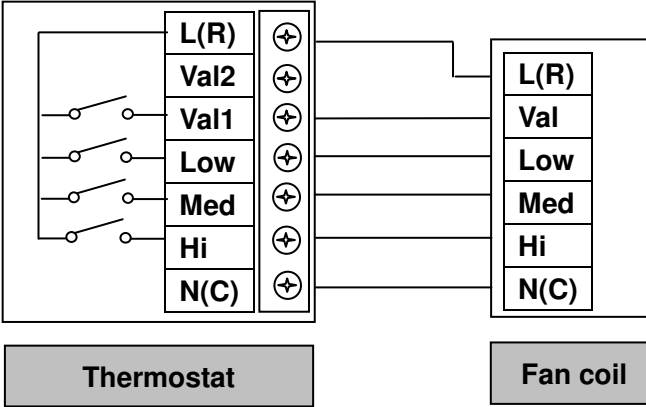 L(R)
Val2
Val1
Low
Med
Hi
N(C)
L(R)
Val
Low
Med
Hi
N(C)
Thermostat
Fan coil